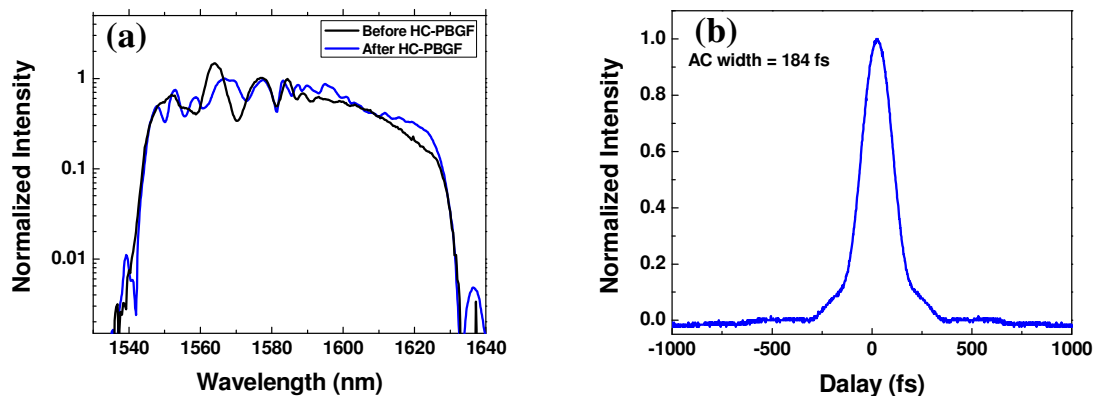 (a)
Before HC-PBGF
After HC-PBGF
Normalized Intensity
1
0.1
0.01
1540 1560 1580 1600 1620 1640
Wavelength (nm)
(b)
AC width = 184 fs
Normalized Intensity
1.0
0.8
0.6
0.4
0.2
0.0
-1000 -500 0 500 1000
Dalay (fs)